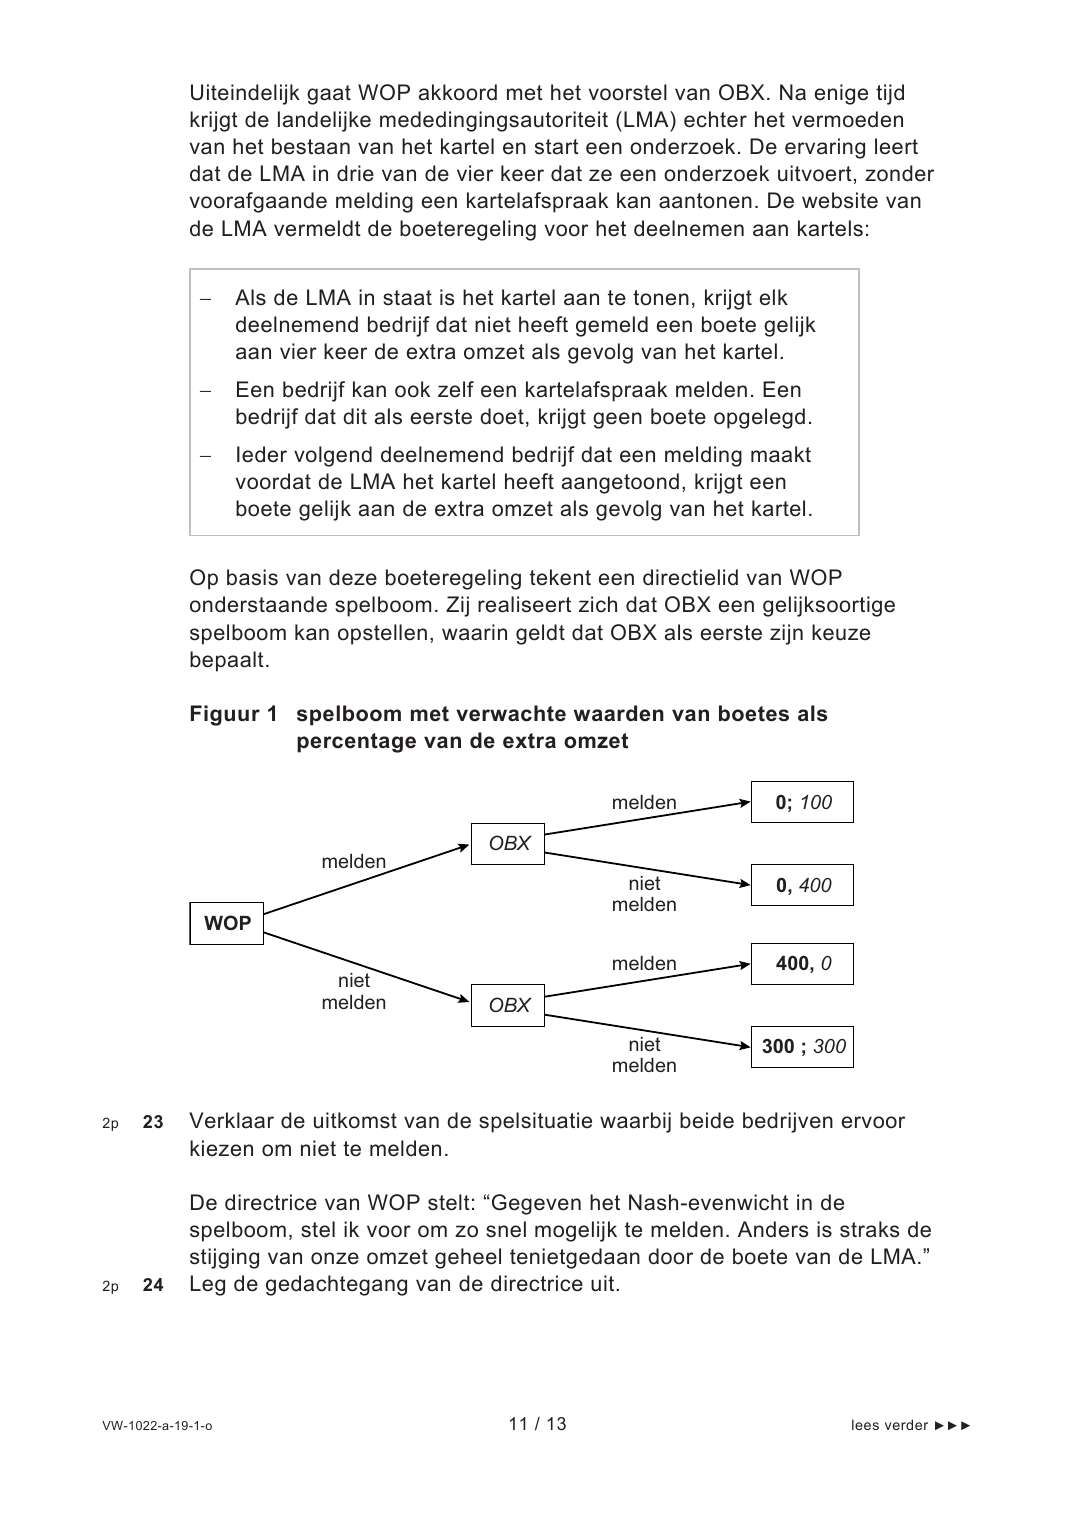 Uiteindelijk gaat WOP akkoord met het voorstel van OBX. Na enige tijd
krijgt de landelijke mededingingsautoriteit (LMA) echter het vermoeden
van het bestaan van het kartel en start een onderzoek. De ervaring leert
dat de LMA in drie van de vier keer dat ze een onderzoek uitvoert, zonder
voorafgaande melding een kartelafspraak kan aantonen. De website van
de LMA vermeldt de boeteregeling voor het deelnemen aan kartels:
– Als de LMA in staat is het kartel aan te tonen, krijgt elk
deelnemend bedrijf dat niet heeft gemeld een boete gelijk
aan vier keer de extra omzet als gevolg van het kartel.
– Een bedrijf kan ook zelf een kartelafspraak melden. Een
bedrijf dat dit als eerste doet, krijgt geen boete opgelegd.
– Ieder volgend deelnemend bedrijf dat een melding maakt
voordat de LMA het kartel heeft aangetoond, krijgt een
boete gelijk aan de extra omzet als gevolg van het kartel.
Op basis van deze boeteregeling tekent een directielid van WOP
onderstaande spelboom. Zij realiseert zich dat OBX een gelijksoortige
spelboom kan opstellen, waarin geldt dat OBX als eerste zijn keuze
bepaalt.
Figuur 1 spelboom met verwachte waarden van boetes als
percentage van de extra omzet
melden
0; 100
OBX
melden
niet
melden
0, 400
WOP
niet
melden
melden
400, 0
OBX
niet
melden
300 ; 300
2p 23 Verklaar de uitkomst van de spelsituatie waarbij beide bedrijven ervoor
kiezen om niet te melden.
De directrice van WOP stelt: “Gegeven het Nash-evenwicht in de
spelboom, stel ik voor om zo snel mogelijk te melden. Anders is straks de
stijging van onze omzet geheel tenietgedaan door de boete van de LMA.”
2p 24 Leg de gedachtegang van de directrice uit.
VW-1022-a-19-1-o 11 / 13 lees verder ►►►